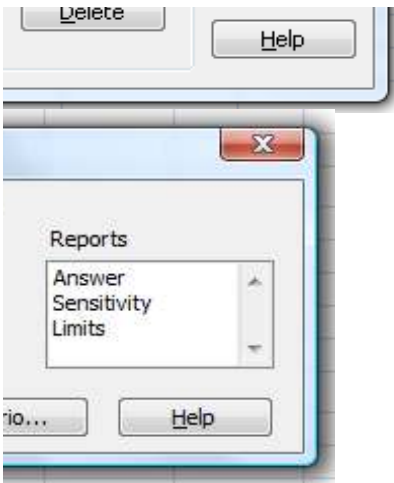 Delete
Help
Reports
Answer
Sensitivity
Limits
rio...
Help